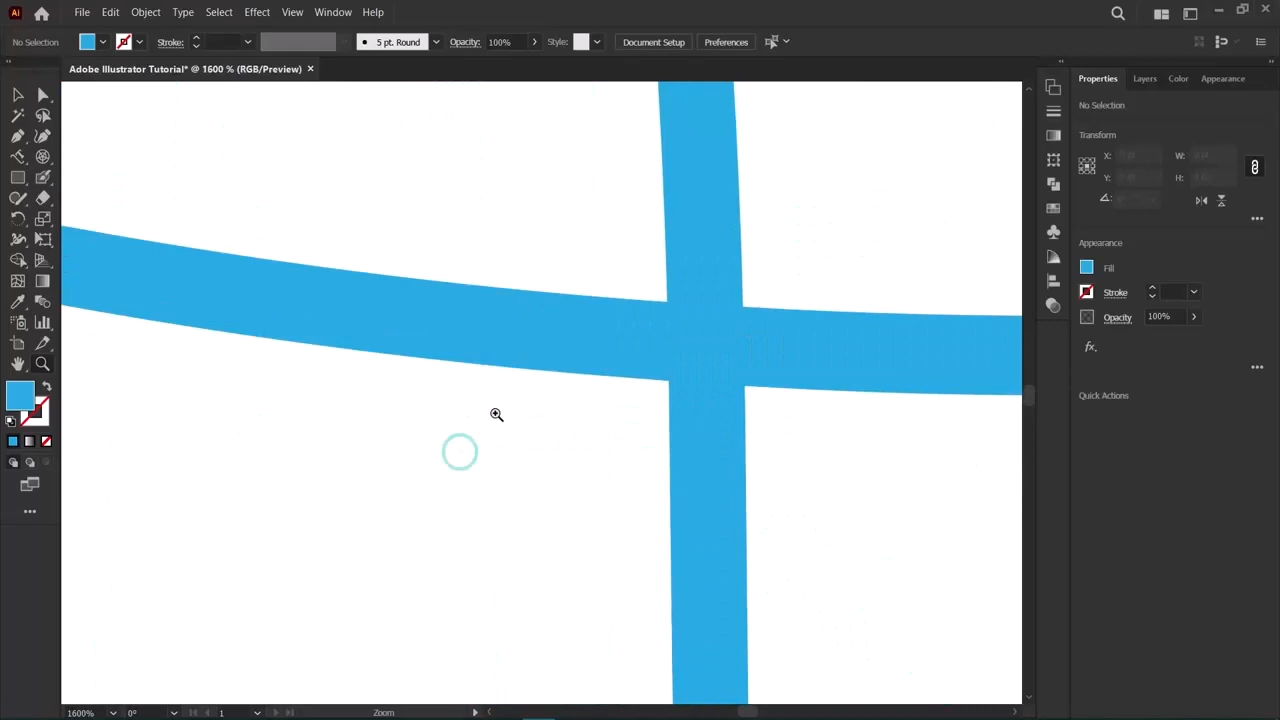 Ai File Edit Object Type Select Effect View Window Help
No Selection Stroke: 5 pt. Round Opacity: 100% Style: Document Setup Preferences
Adobe Illustrator Tutorial* @ 1600 % (RGB/Preview) ×
Properties Layers Color Appearance
No Selection
Transform
X: W:
Y: H:
Appearance
Fill
Stroke
Opacity 100%
fx.
Quick Actions
1600% 0° 1 Zoom